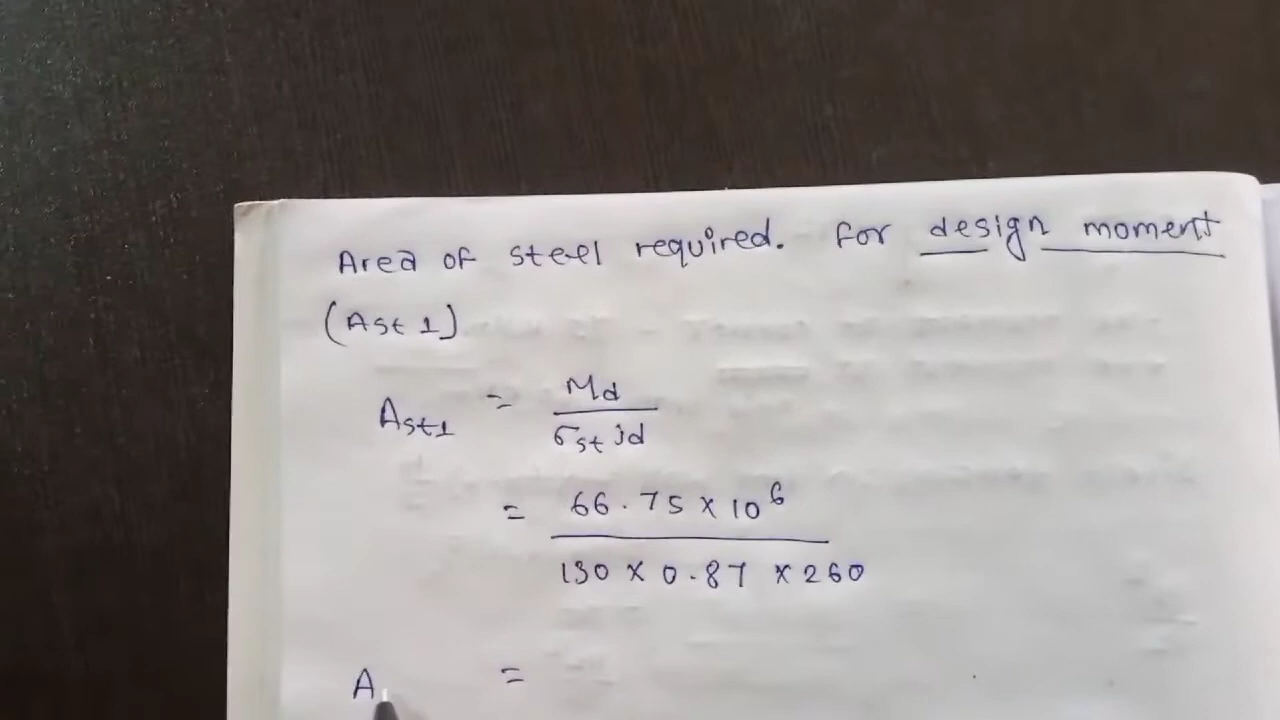 Area of steel required. for design moment
(Ast 1)
Ast1 = Md / σst jd
= 66.75 × 10^6 / 130 × 0.87 × 260
A =